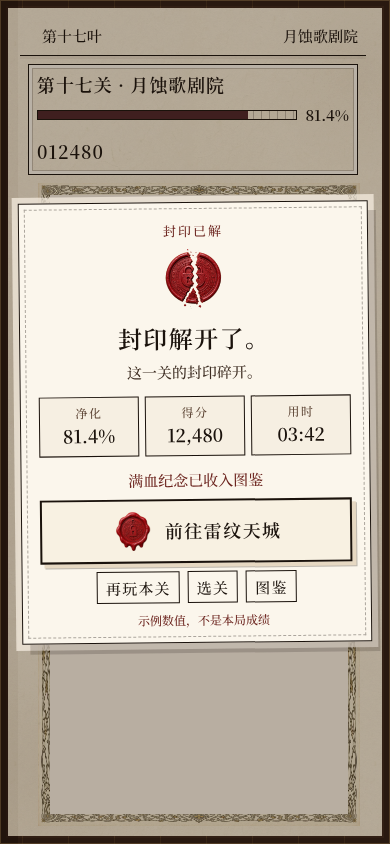 第十七叶
月蚀歌剧院
第十七关 · 月蚀歌剧院
81.4%
012480
封印已解
封印解开了。
这一关的封印碎开。
净化
81.4%
得分
12,480
用时
03:42
满血纪念已收入图鉴
前往雷纹天城
再玩本关
选关
图鉴
示例数值，不是本局成绩